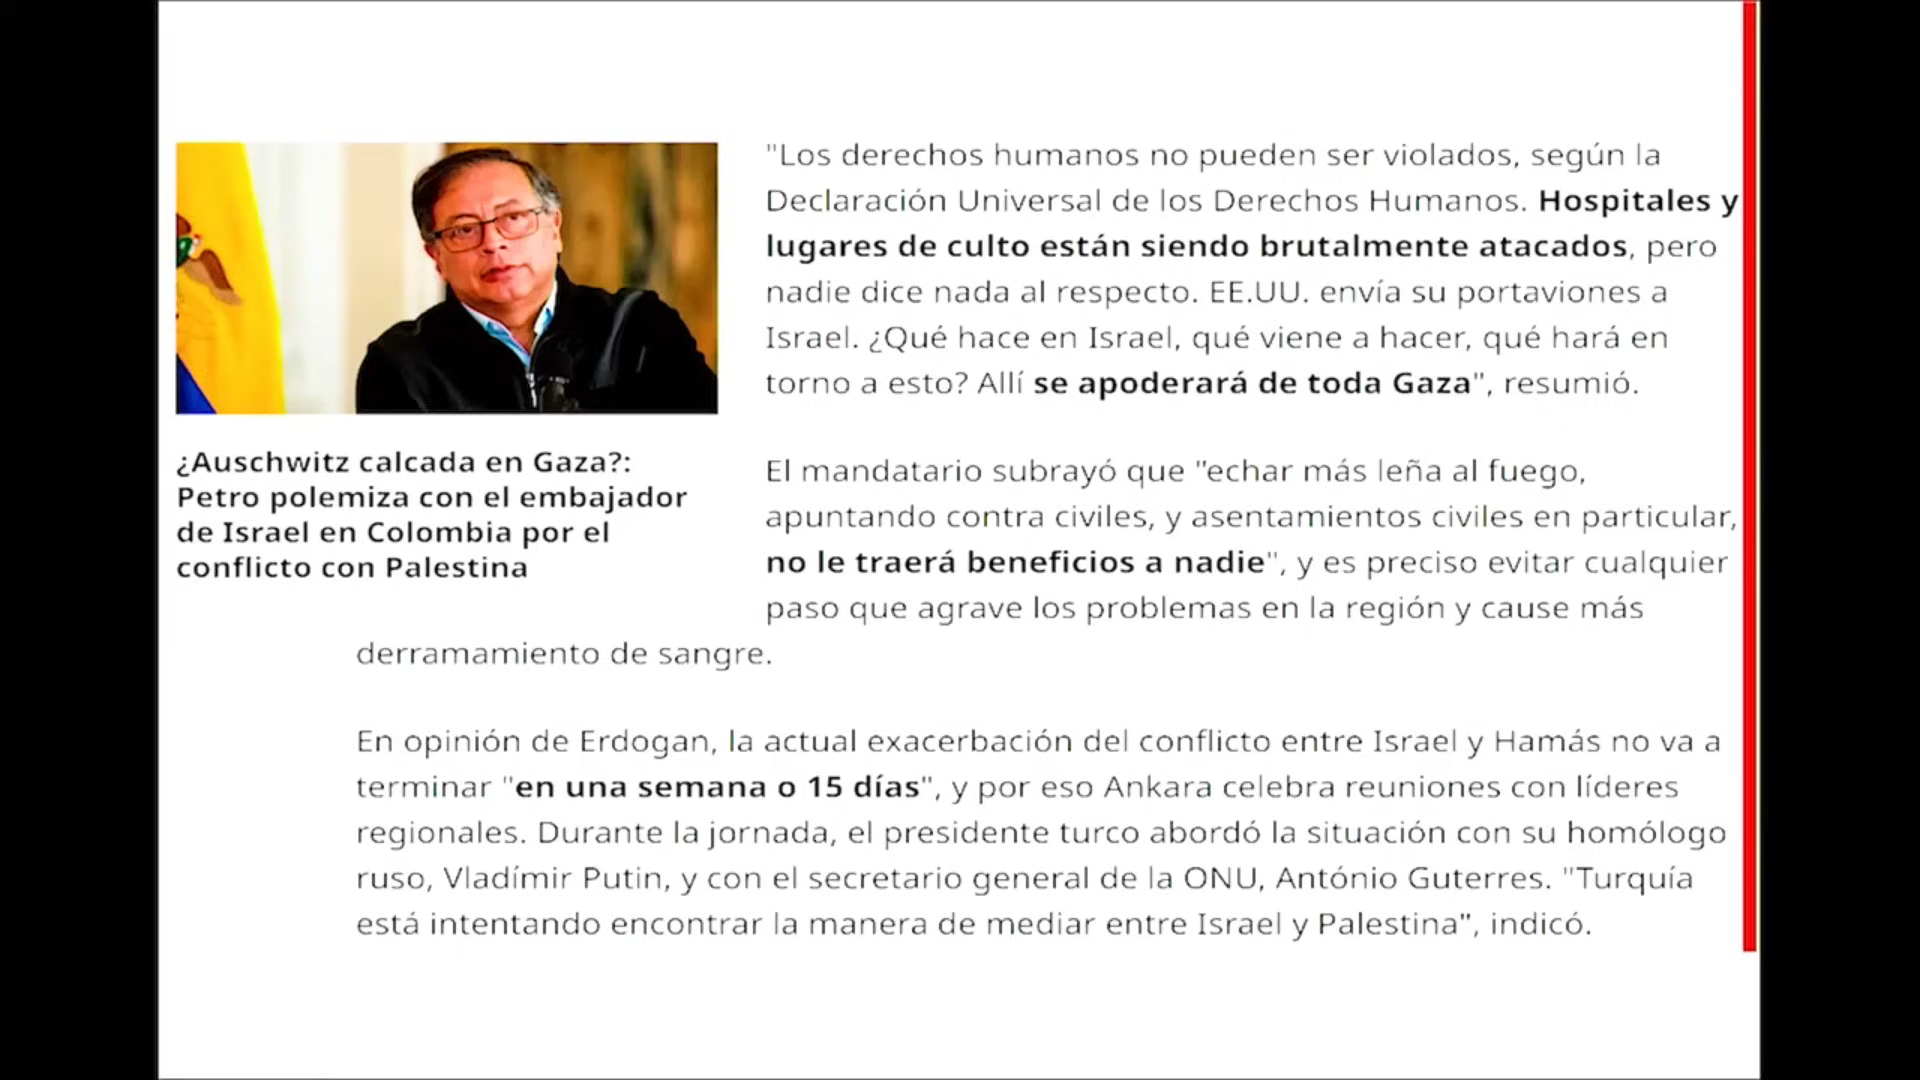 ¿Auschwitz calcada en Gaza?:
Petro polemiza con el embajador
de Israel en Colombia por el
conflicto con Palestina
"Los derechos humanos no pueden ser violados, según la
Declaración Universal de los Derechos Humanos. Hospitales y
lugares de culto están siendo brutalmente atacados, pero
nadie dice nada al respecto. EE.UU. envía su portaviones a
Israel. ¿Qué hace en Israel, qué viene a hacer, qué hará en
torno a esto? Allí se apoderará de toda Gaza", resumió.
El mandatario subrayó que "echar más leña al fuego,
apuntando contra civiles, y asentamientos civiles en particular,
no le traerá beneficios a nadie", y es preciso evitar cualquier
paso que agrave los problemas en la región y cause más
derramamiento de sangre.
En opinión de Erdogan, la actual exacerbación del conflicto entre Israel y Hamás no va a
terminar "en una semana o 15 días", y por eso Ankara celebra reuniones con líderes
regionales. Durante la jornada, el presidente turco abordó la situación con su homólogo
ruso, Vladímir Putin, y con el secretario general de la ONU, António Guterres. "Turquía
está intentando encontrar la manera de mediar entre Israel y Palestina", indicó.